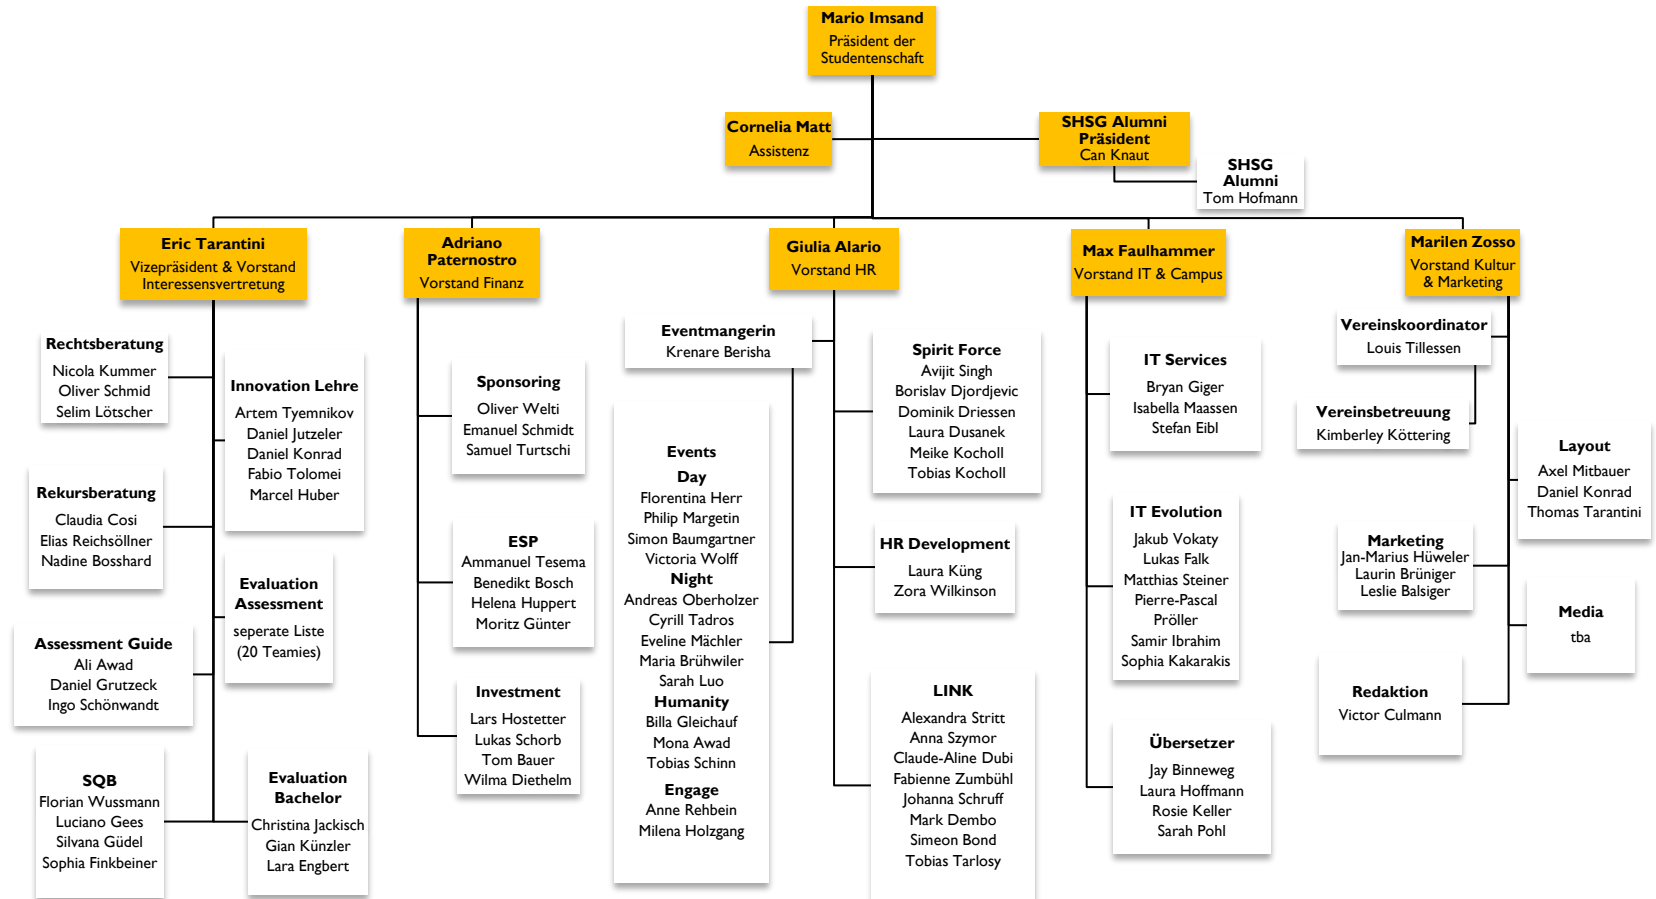 Mario Imsand
Präsident der
Studentenschaft
Cornelia Matt
Assistenz
SHSG Alumni
Präsident
Can Knaut
SHSG
Alumni
Tom Hofmann
Eric Tarantini
Vizepräsident & Vorstand
Interessensvertretung
Adriano
Paternostro
Vorstand Finanz
Giulia Alario
Vorstand HR
Max Faulhammer
Vorstand IT & Campus
Marilen Zosso
Vorstand Kultur
& Marketing
Rechtsberatung
Nicola Kummer
Oliver Schmid
Selim Lötscher
Innovation Lehre
Artem Tyemnikov
Daniel Jutzeler
Daniel Konrad
Fabio Tolomei
Marcel Huber
Rekursberatung
Claudia Cosi
Elias Reichsöllner
Nadine Bosshard
Evaluation
Assessment
seperate Liste
(20 Teamies)
Assessment Guide
Ali Awad
Daniel Grutzeck
Ingo Schönwandt
SQB
Florian Wussmann
Luciano Gees
Silvana Güdel
Sophia Finkbeiner
Evaluation
Bachelor
Christina Jackisch
Gian Künzler
Lara Engbert
Sponsoring
Oliver Welti
Emanuel Schmidt
Samuel Turtschi
ESP
Ammanuel Tesema
Benedikt Bosch
Helena Huppert
Moritz Günter
Investment
Lars Hostetter
Lukas Schorb
Tom Bauer
Wilma Diethelm
Eventmangerin
Krenare Berisha
Events
Day
Florentina Herr
Philip Margetin
Simon Baumgartner
Victoria Wolff
Night
Andreas Oberholzer
Cyrill Tadros
Eveline Mächler
Maria Brühwiler
Sarah Luo
Humanity
Billa Gleichauf
Mona Awad
Tobias Schinn
Engage
Anne Rehbein
Milena Holzgang
Spirit Force
Avijit Singh
Borislav Djordjevic
Dominik Driessen
Laura Dusanek
Meike Kocholl
Tobias Kocholl
HR Development
Laura Küng
Zora Wilkinson
LINK
Alexandra Stritt
Anna Szymor
Claude-Aline Dubi
Fabienne Zumbühl
Johanna Schruff
Mark Dembo
Simeon Bond
Tobias Tarlosy
IT Services
Bryan Giger
Isabella Maassen
Stefan Eibl
IT Evolution
Jakub Vokaty
Lukas Falk
Matthias Steiner
Pierre-Pascal
Pröller
Samir Ibrahim
Sophia Kakarakis
Übersetzer
Jay Binneweg
Laura Hoffmann
Rosie Keller
Sarah Pohl
Vereinskoordinator
Louis Tillessen
Vereinsbetreuung
Kimberley Köttering
Layout
Axel Mitbauer
Daniel Konrad
Thomas Tarantini
Marketing
Jan-Marius Hüweler
Laurin Brüniger
Leslie Balsiger
Media
tba
Redaktion
Victor Culmann